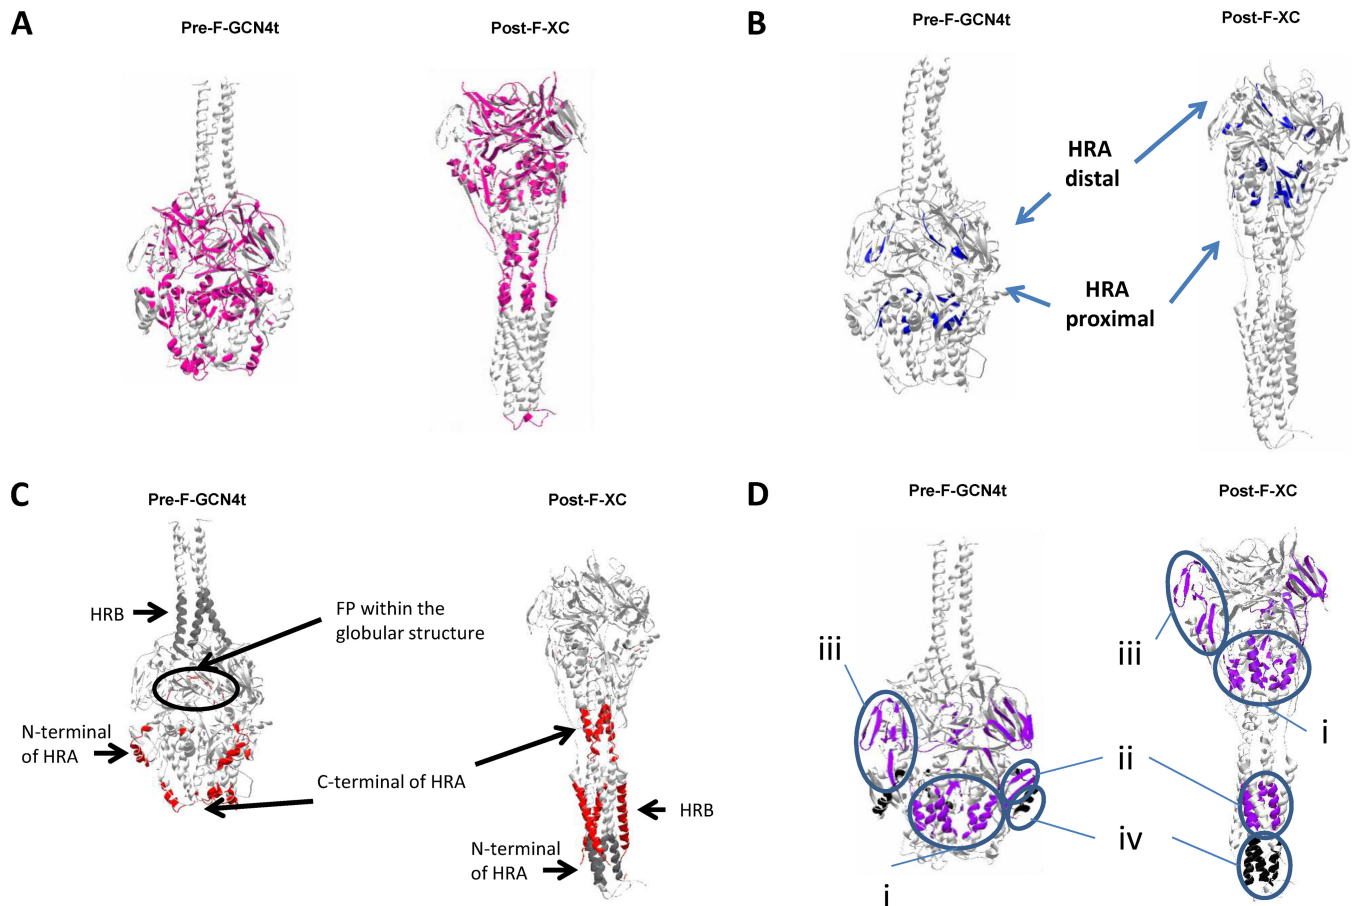 A
Pre-F-GCN4t
Post-F-XC
B
Pre-F-GCN4t
Post-F-XC
HRA
distal
HRA
proximal
C
Pre-F-GCN4t
Post-F-XC
HRB
FP within the
globular structure
N-terminal
of HRA
C-terminal of HRA
HRB
N-terminal
of HRA
D
Pre-F-GCN4t
Post-F-XC
iii
iii
i
ii
iv
i